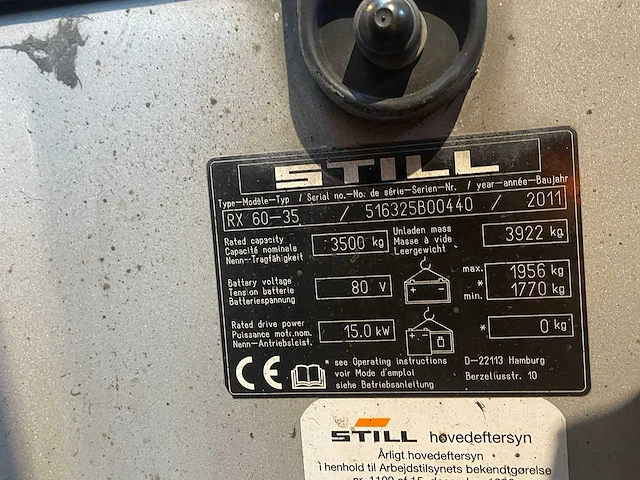 STILL
Type-Modèle-Typ / Serial no.-No. de série-Serien-Nr. / year-année-Baujahr
RX 60-35 / 516325B00440 / 2011
Rated capacity
Capacité nominale
Nenn-Tragfähigkeit
3500 kg
Unladen mass
Masse à vide
Leergewicht
3922 kg
Battery voltage
Tension batterie
Batteriespannung
80 V
max. 1956 kg
*
min. 1770 kg
Rated drive power
Puissance motr.nom.
Nenn-Antriebsleist.
15.0 kW
* 0 kg
CE
* see Operating instructions
voir Mode d'emploi
siehe Betriebsanleitung
D-22113 Hamburg
Berzeliusstr. 10
STILL hovedeftersyn
Årligt hovedeftersyn
i henhold til Arbejdstilsynets bekendtgørelse